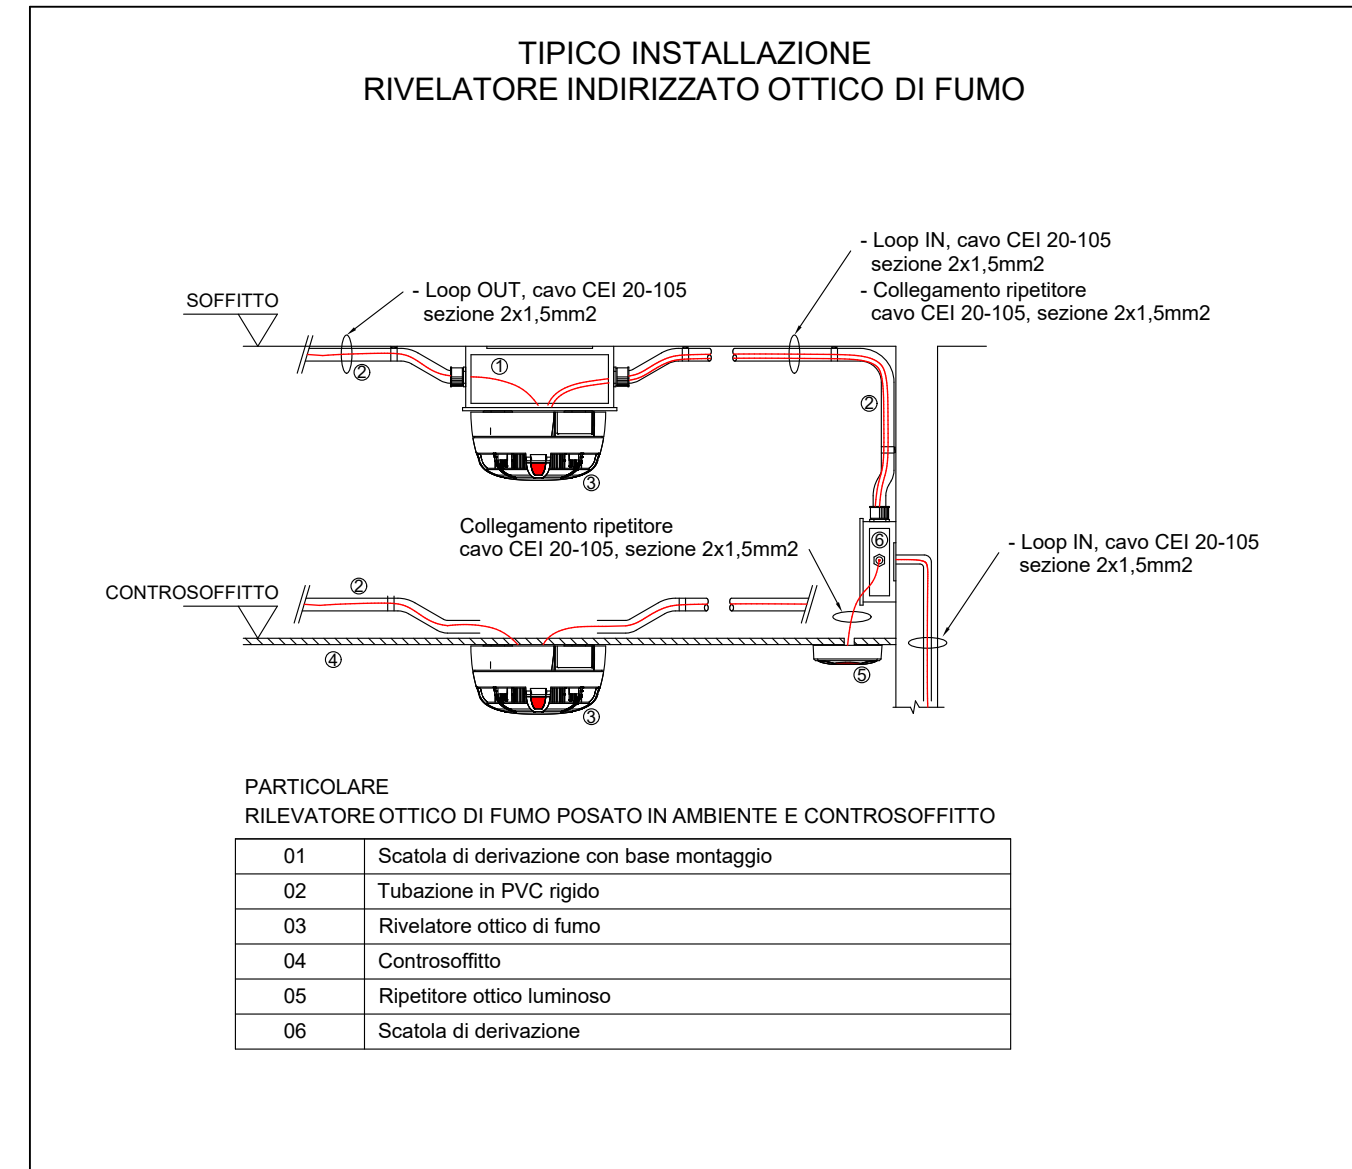 TIPICO INSTALLAZIONE
RIVELATORE INDIRIZZATO OTTICO DI FUMO
- Loop IN, cavo CEI 20-105
sezione 2x1,5mm2
- Collegamento ripetitore
cavo CEI 20-105, sezione 2x1,5mm2
- Loop OUT, cavo CEI 20-105
sezione 2x1,5mm2
SOFFITTO
1
2
2
3
Collegamento ripetitore
cavo CEI 20-105, sezione 2x1,5mm2
6
- Loop IN, cavo CEI 20-105
sezione 2x1,5mm2
CONTROSOFFITTO
2
4
5
3
PARTICOLARE
RILEVATORE OTTICO DI FUMO POSATO IN AMBIENTE E CONTROSOFFITTO
01 Scatola di derivazione con base montaggio
02 Tubazione in PVC rigido
03 Rivelatore ottico di fumo
04 Controsoffitto
05 Ripetitore ottico luminoso
06 Scatola di derivazione